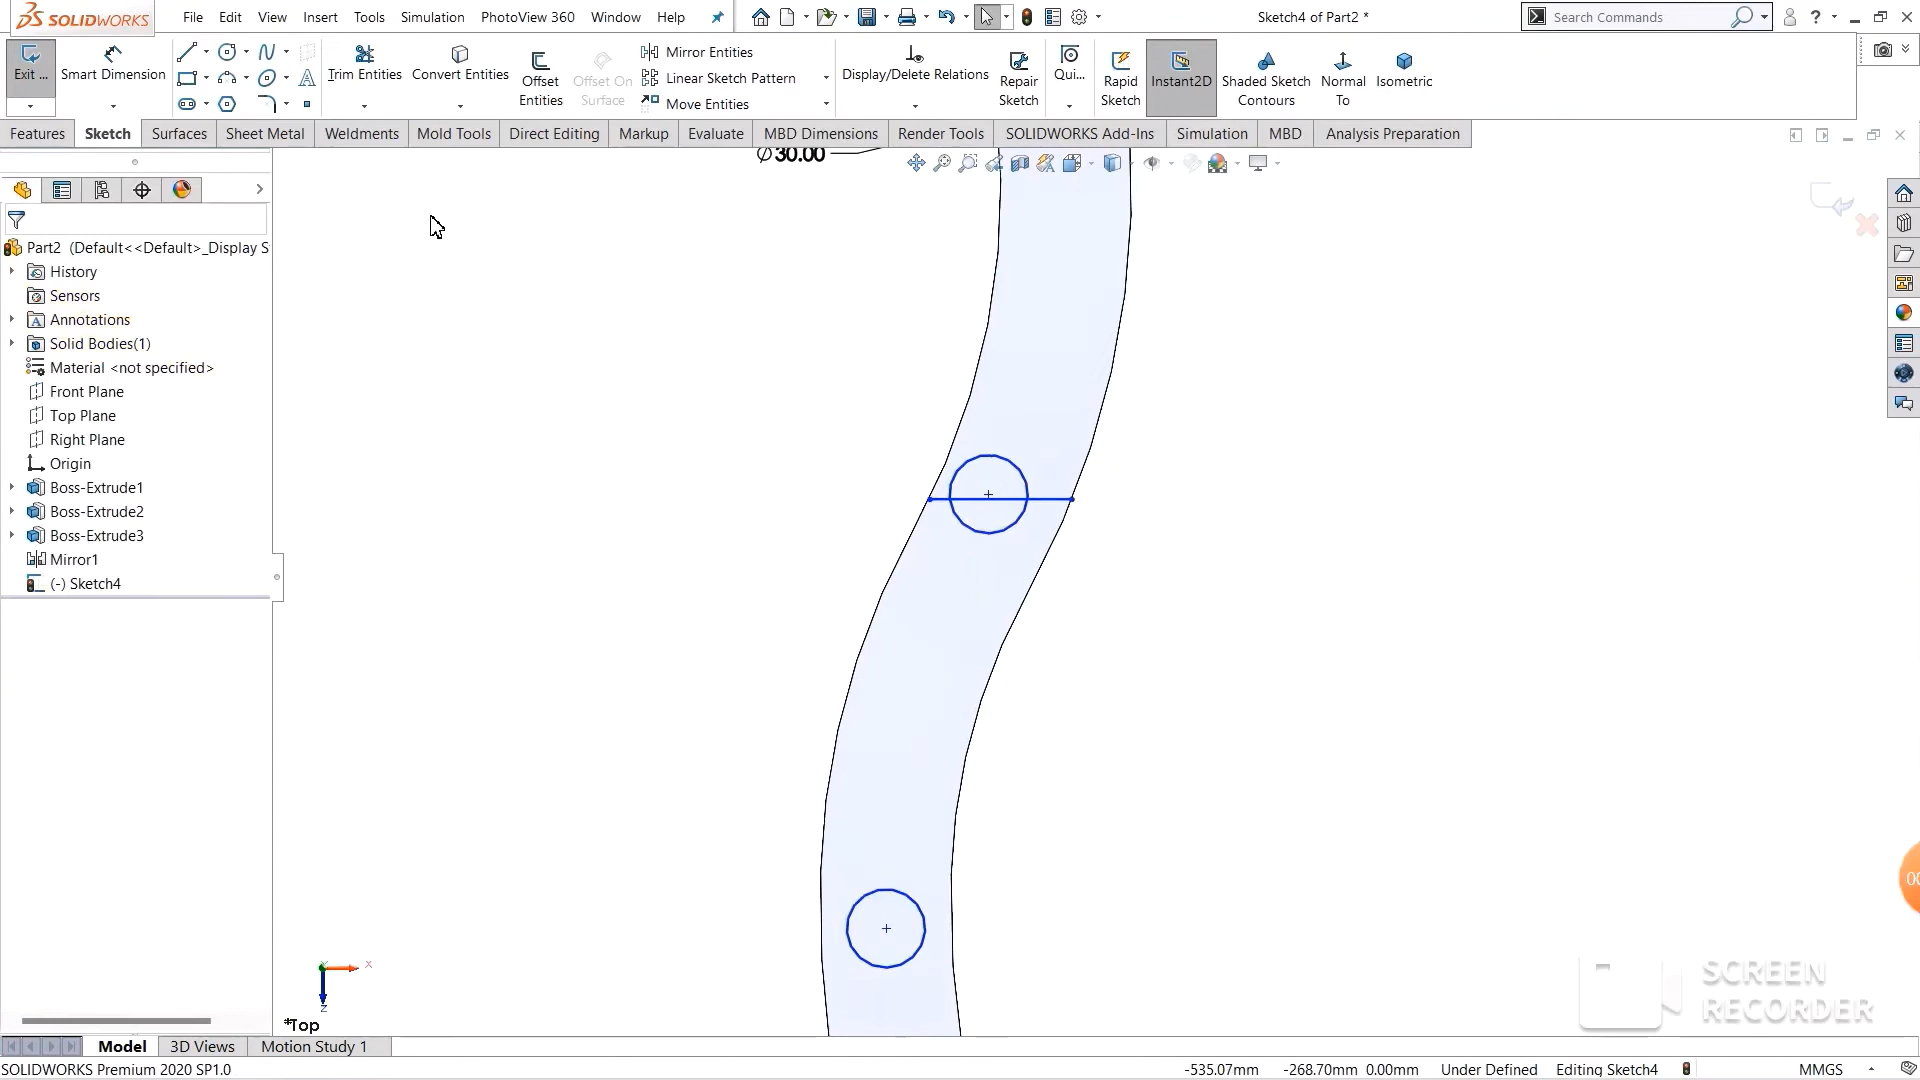 SOLIDWORKS
File Edit View Insert Tools Simulation PhotoView 360 Window Help
Sketch4 of Part2 *
Search Commands
Exit ...
Smart Dimension
Trim Entities
Convert Entities
Offset Entities
Offset On Surface
Mirror Entities
Linear Sketch Pattern
Move Entities
Display/Delete Relations
Repair Sketch
Qui...
Rapid Sketch
Instant2D
Shaded Sketch Contours
Normal To
Isometric
Features Sketch Surfaces Sheet Metal Weldments Mold Tools Direct Editing Markup Evaluate MBD Dimensions Render Tools SOLIDWORKS Add-Ins Simulation MBD Analysis Preparation
Ø30.00
Part2 (Default<<Default>_Display S
History
Sensors
Annotations
Solid Bodies(1)
Material <not specified>
Front Plane
Top Plane
Right Plane
Origin
Boss-Extrude1
Boss-Extrude2
Boss-Extrude3
Mirror1
(-) Sketch4
00
X
Z
*Top
SCREEN
RECORDER
Model 3D Views Motion Study 1
SOLIDWORKS Premium 2020 SP1.0
-535.07mm -268.70mm 0.00mm Under Defined Editing Sketch4 MMGS